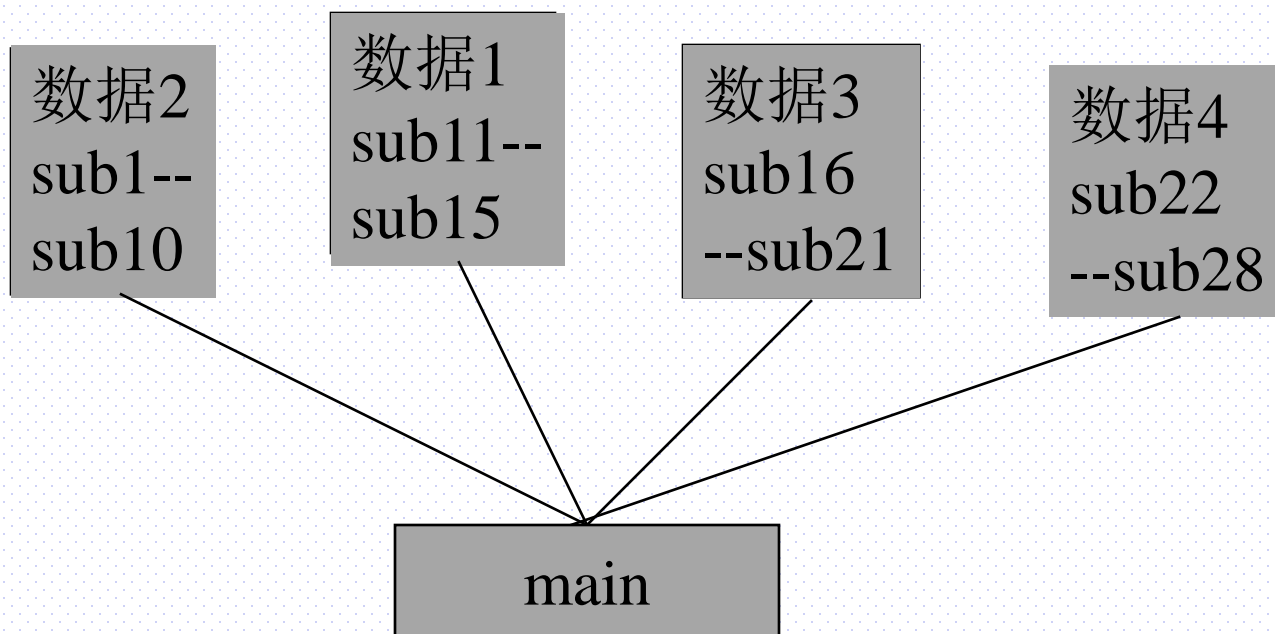 数据2
sub1--
sub10
数据1
sub11--
sub15
数据3
sub16
--sub21
数据4
sub22
--sub28
main